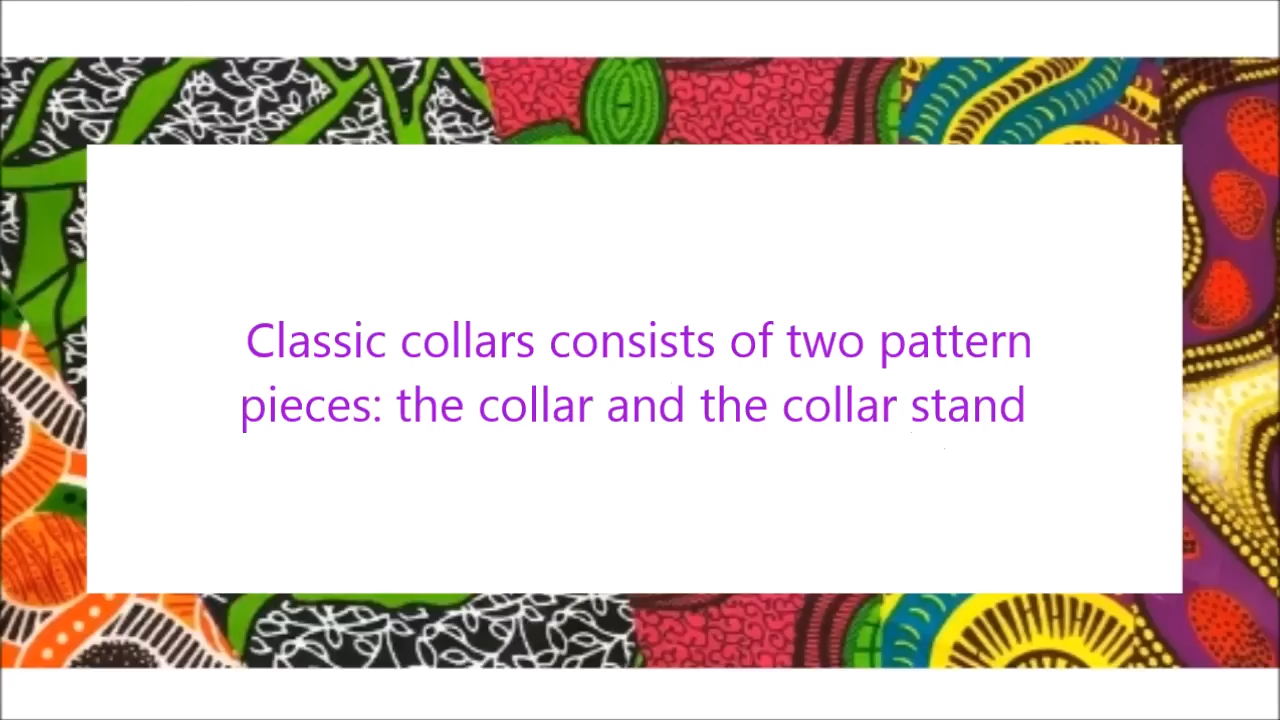 Classic collars consists of two pattern
pieces: the collar and the collar stand